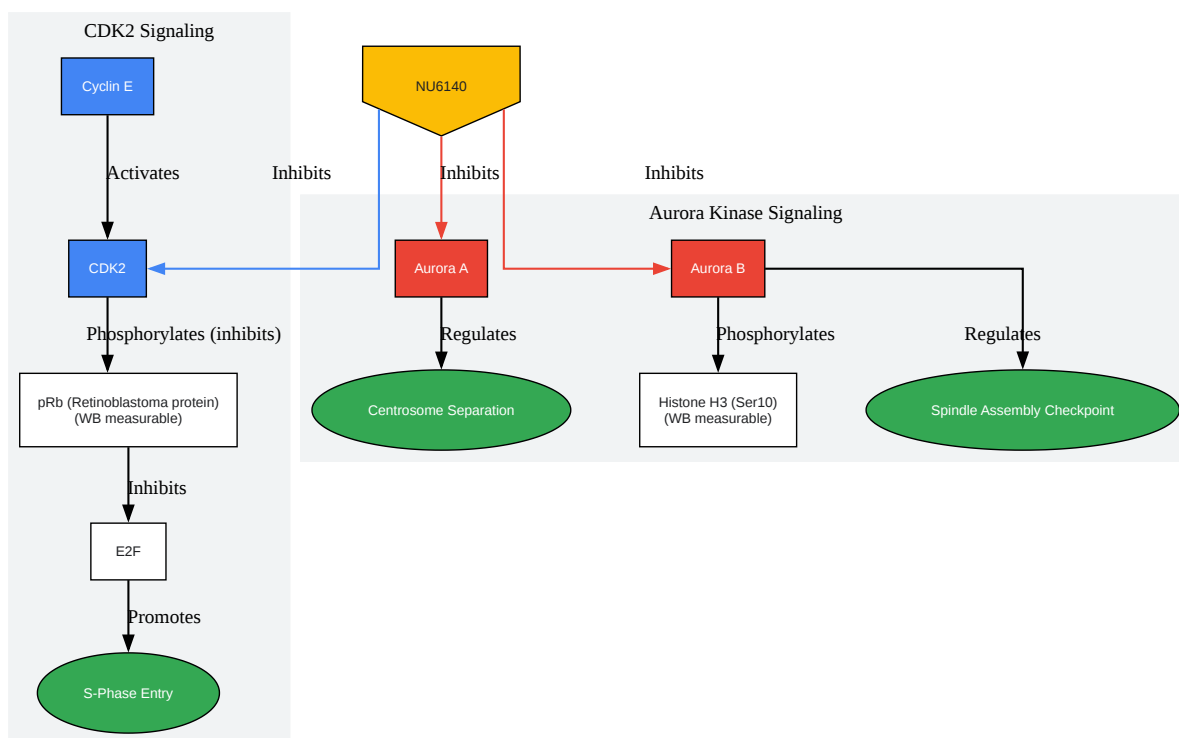 CDK2 Signaling
Cyclin E
NU6140
Activates
Inhibits
Inhibits
Inhibits
Aurora Kinase Signaling
CDK2
Aurora A
Aurora B
Phosphorylates (inhibits)
Regulates
Phosphorylates
Regulates
pRb (Retinoblastoma protein)
(WB measurable)
Centrosome Separation
Histone H3 (Ser10)
(WB measurable)
Spindle Assembly Checkpoint
Inhibits
E2F
Promotes
S-Phase Entry